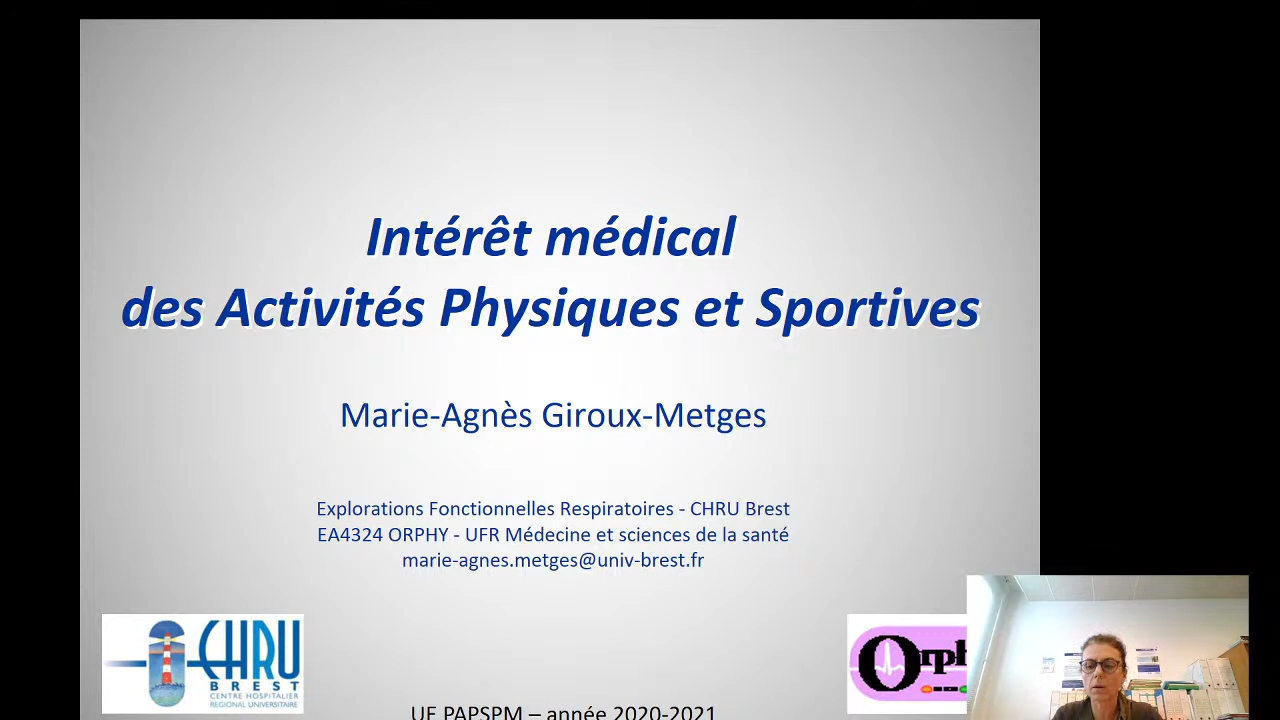 Intérêt médical
des Activités Physiques et Sportives
Marie-Agnès Giroux-Metges
Explorations Fonctionnelles Respiratoires - CHRU Brest
EA4324 ORPHY - UFR Médecine et sciences de la santé
marie-agnes.metges@univ-brest.fr
CHRU
BREST
CENTRE HOSPITALIER
REGIONAL UNIVERSITAIRE
Orph
UE PAPSPM – année 2020-2021